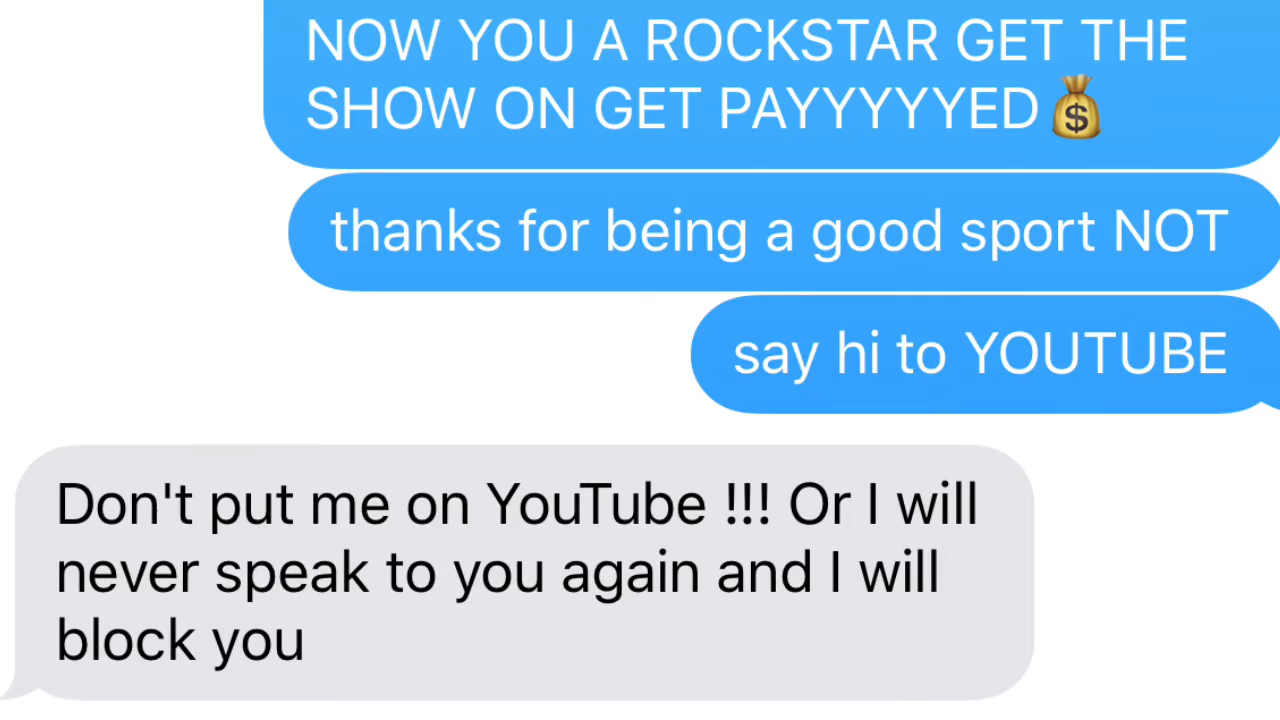 NOW YOU A ROCKSTAR GET THE
SHOW ON GET PAYYYYYED💰
thanks for being a good sport NOT
say hi to YOUTUBE
Don't put me on YouTube !!! Or I will
never speak to you again and I will
block you